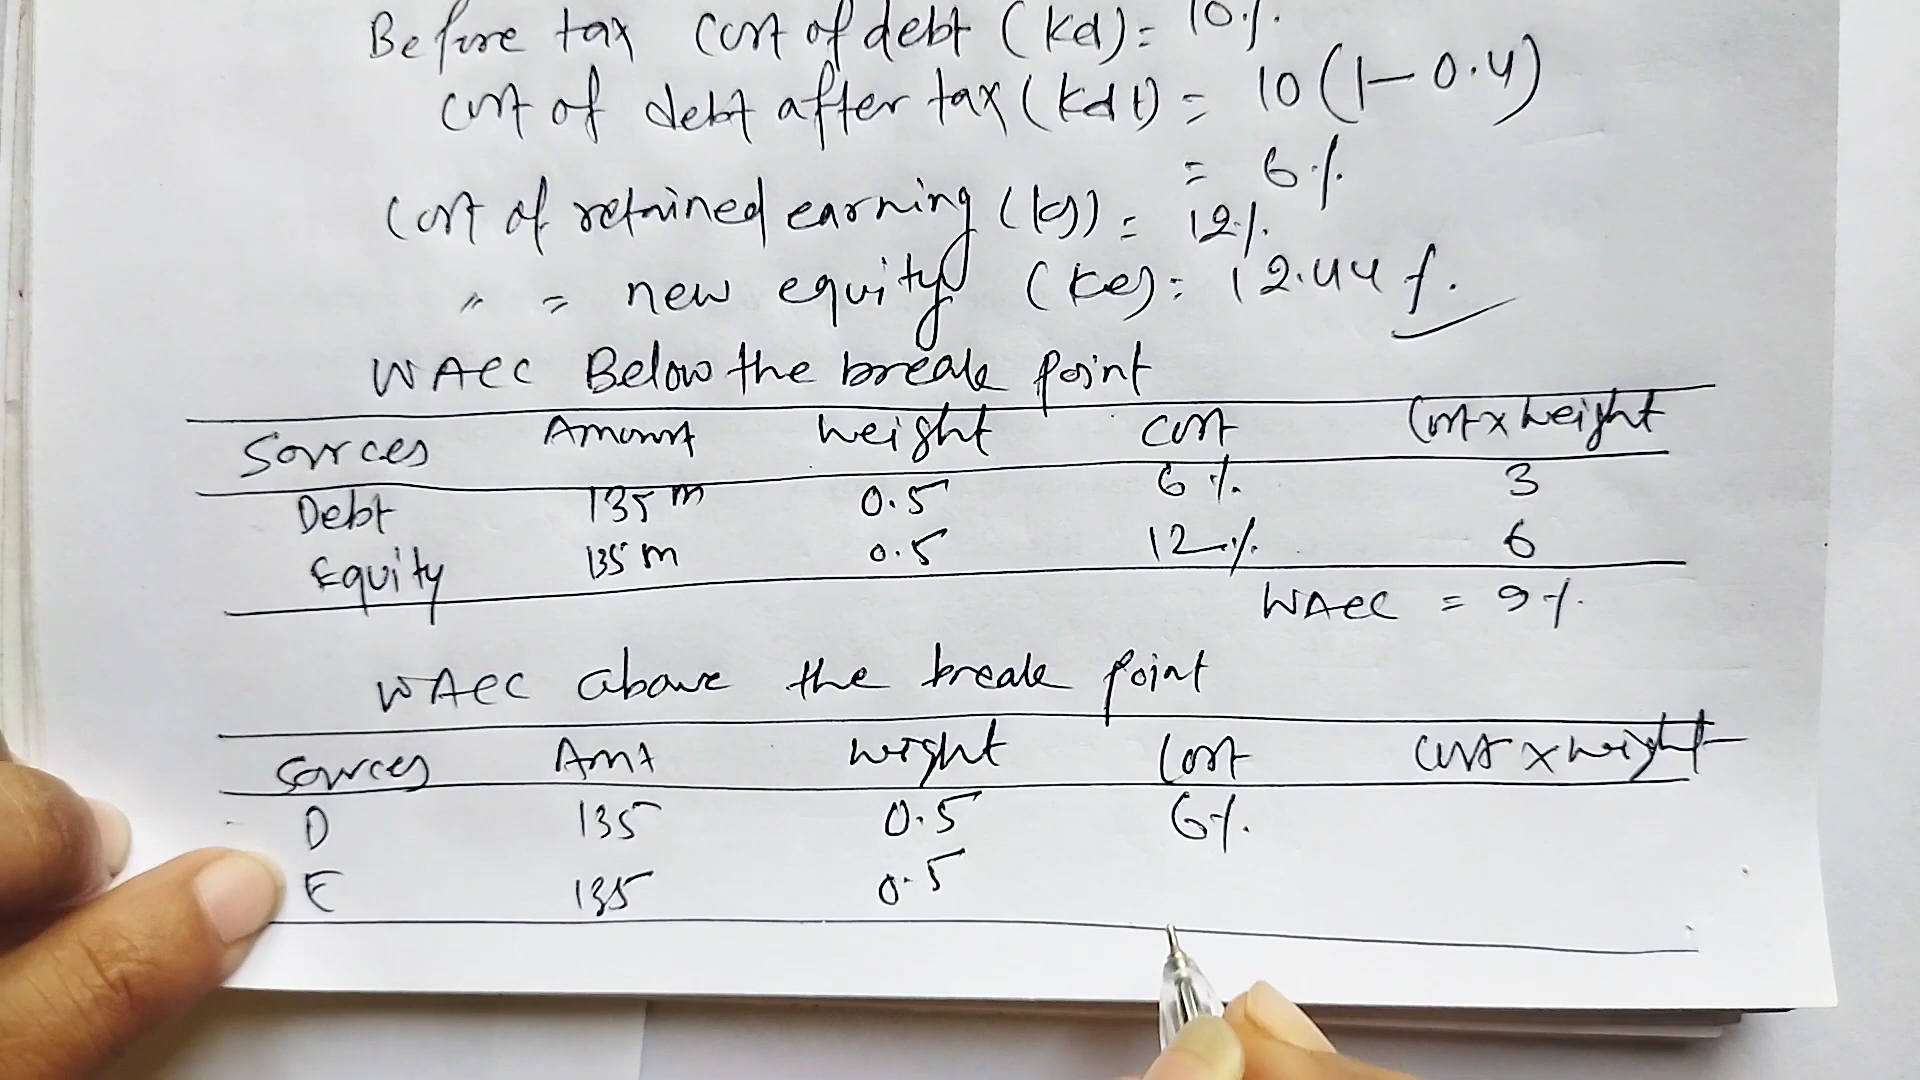 Before tax cost of debt (Kd) = 10%
cost of debt after tax (Kdt) = 10 (1 - 0.4)
= 6%
Cost of retained earning (ks) = 12%
" = new equity (Ke) = 12.44%
WACC Below the break point
Sources Amount Weight Cost Cost x weight
Debt 135 m 0.5 6% 3
Equity 135 m 0.5 12% 6
WACC = 9%
WACC above the break point
Sources Amt Weight Cost Cost x weight
D 135 0.5 6%
E 135 0.5